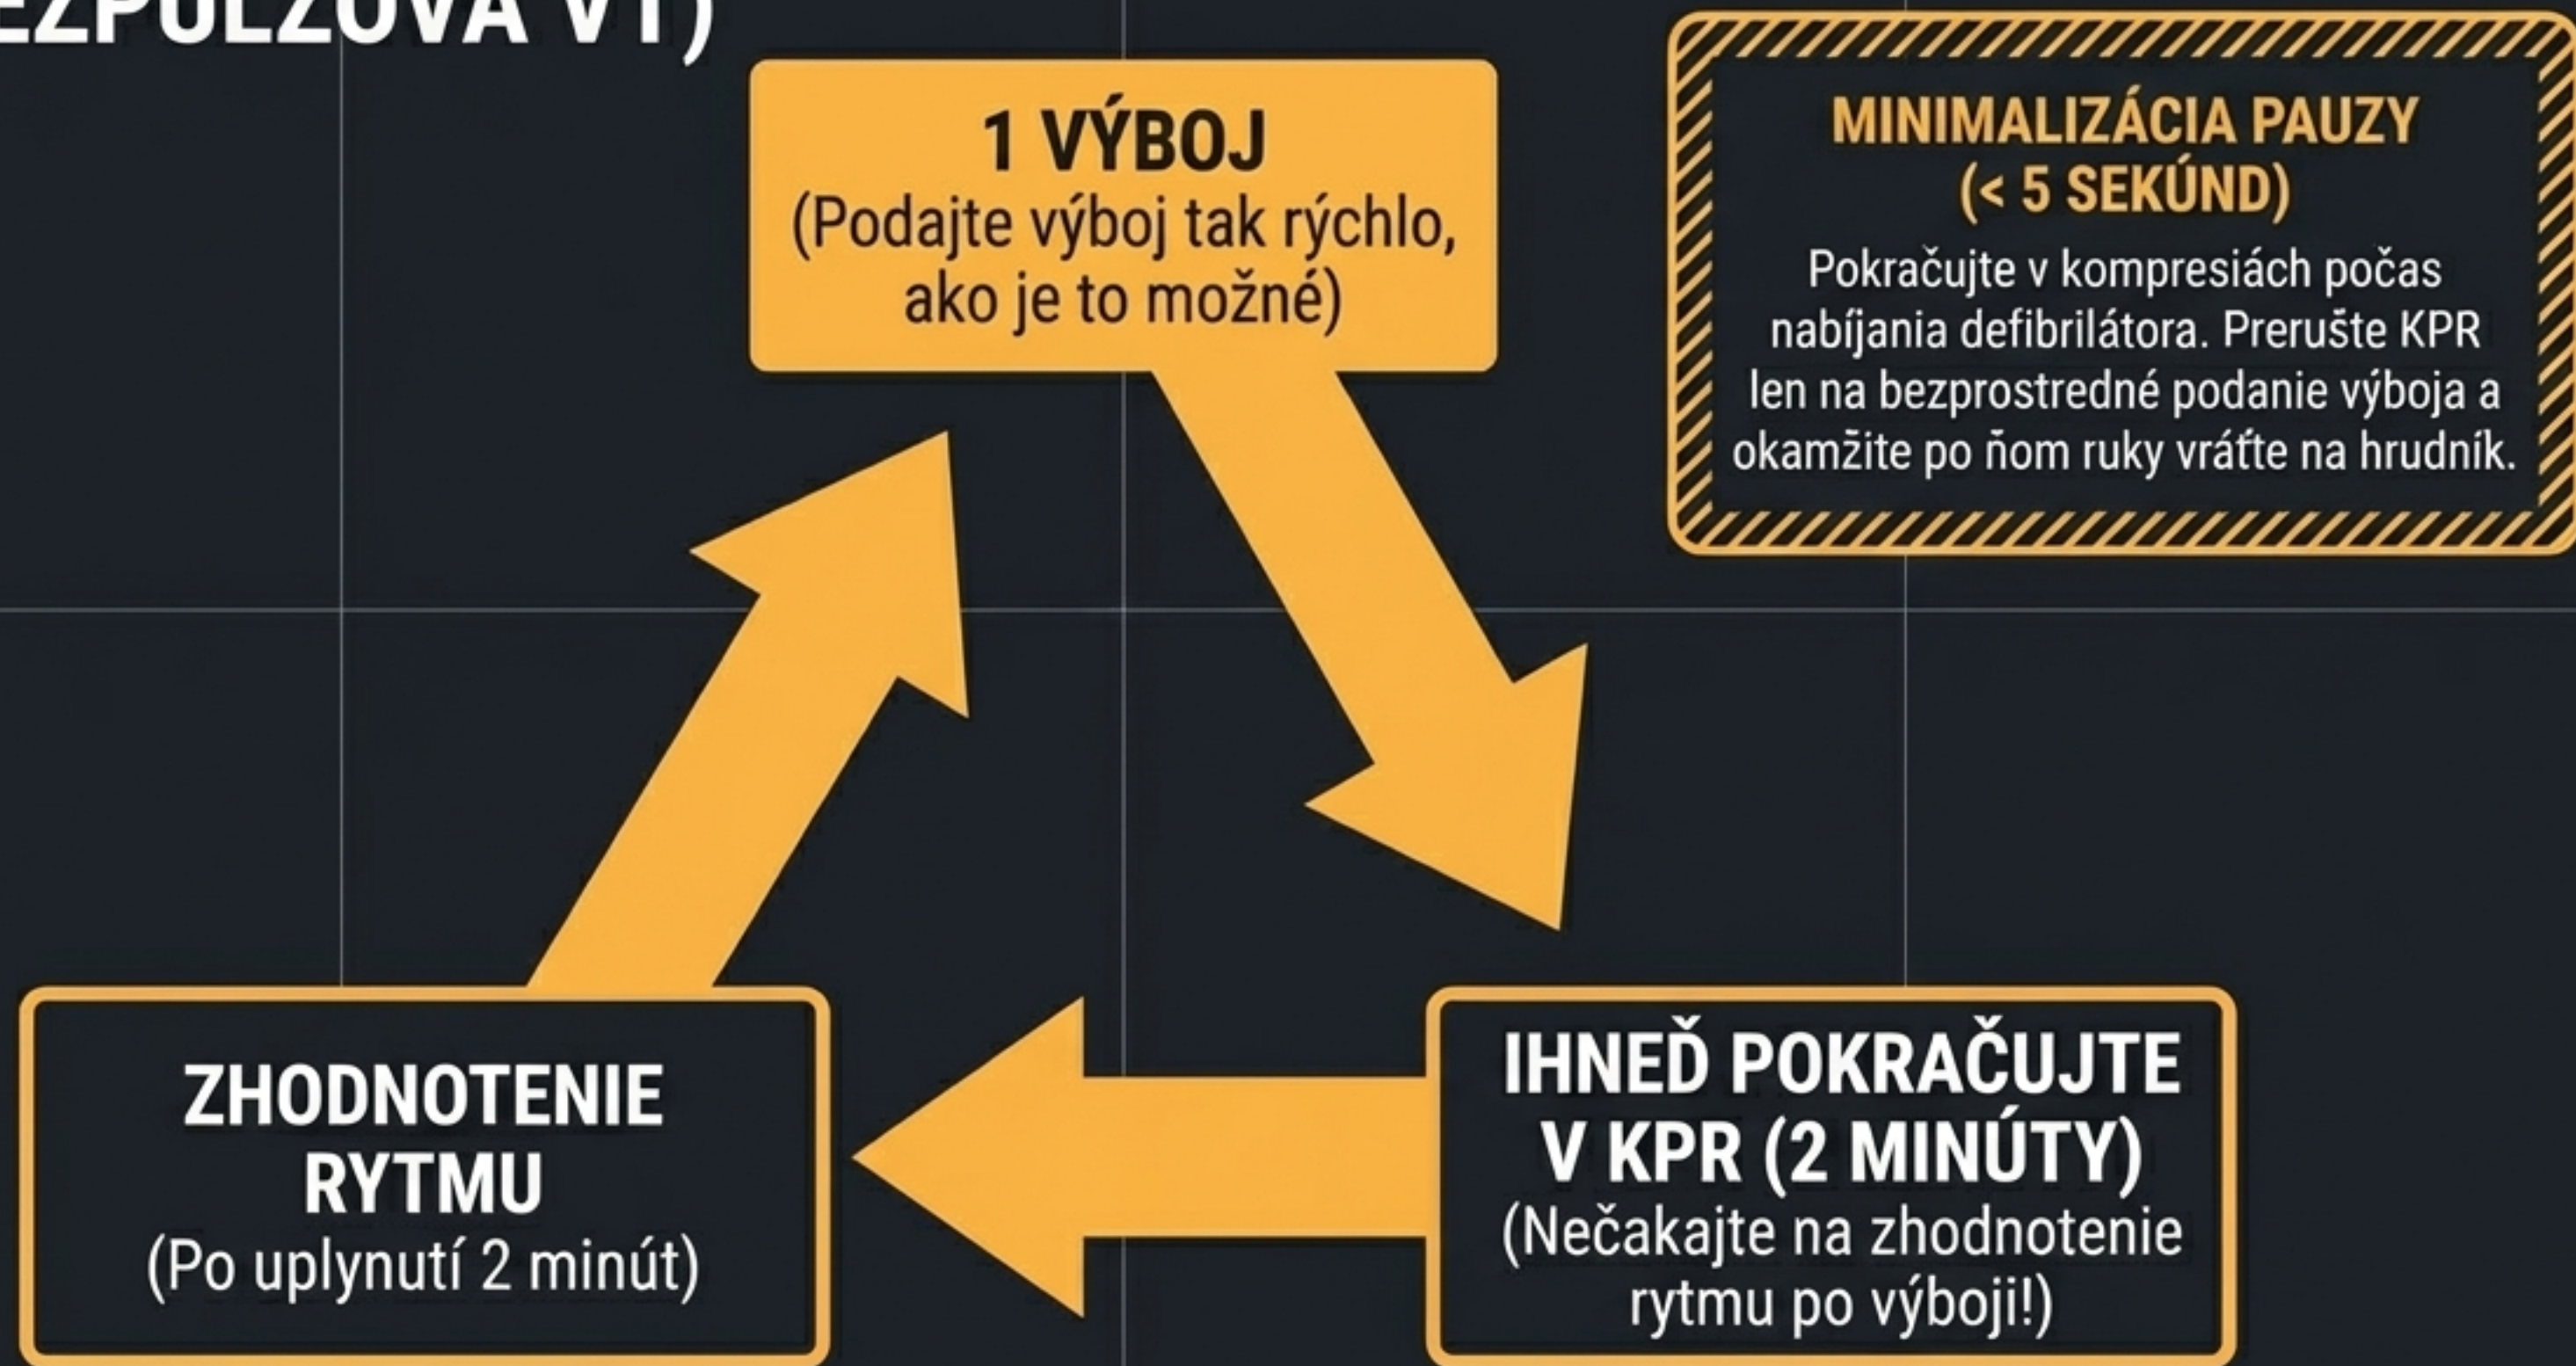 EZPULZOVÁ VT)
1 VÝBOJ
(Podajte výboj tak rýchlo,
ako je to možné)
MINIMALIZÁCIA PAUZY
(< 5 SEKÚND)
Pokračujte v kompresiách počas
nabíjania defibrilátora. Prerušte KPR
len na bezprostredné podanie výboja a
okamžite po ňom ruky vráťte na hrudník.
IHNEĎ POKRAČUJTE
V KPR (2 MINÚTY)
(Nečakajte na zhodnotenie
rytmu po výboji!)
ZHODNOTENIE
RYTMU
(Po uplynutí 2 minút)